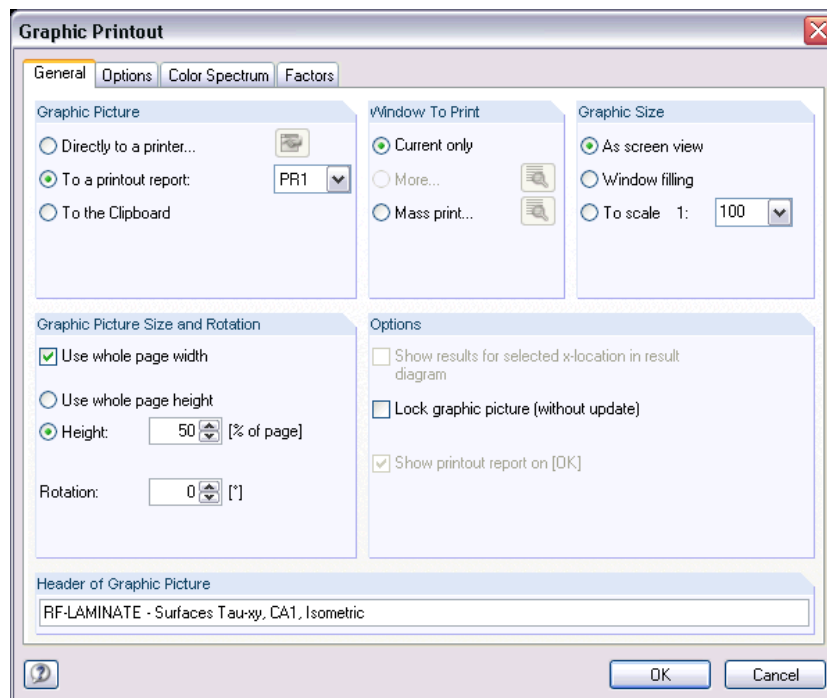 Graphic Printout
General Options Color Spectrum Factors
Graphic Picture
Directly to a printer...
To a printout report: PR1
To the Clipboard
Window To Print
Current only
More...
Mass print...
Graphic Size
As screen view
Window filling
To scale 1: 100
Graphic Picture Size and Rotation
Use whole page width
Use whole page height
Height: 50 [% of page]
Rotation: 0 [°]
Options
Show results for selected x-location in result
diagram
Lock graphic picture (without update)
Show printout report on [OK]
Header of Graphic Picture
RF-LAMINATE - Surfaces Tau-xy, CA1, Isometric
OK Cancel